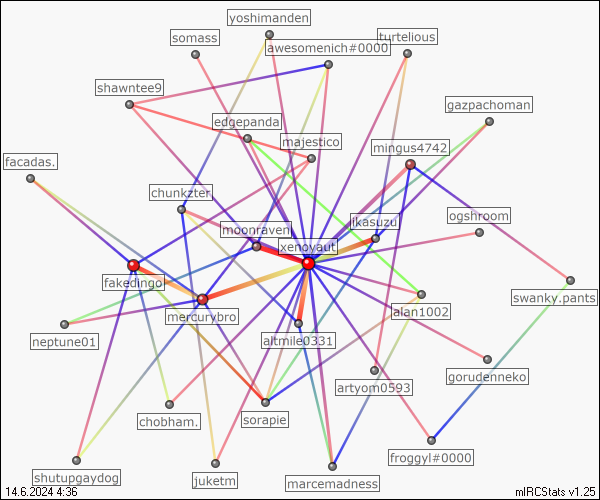 yoshimanden
somass
turtelious
awesomenich#0000
shawntee9
gazpachoman
edgepanda
majestico
mingus4742
facadas.
chunkzter
ogshroom
moonraven
likasuzu
xenoyaut
fakedingo
swanky.pants
mercurybro
alan1002
neptune01
altmile0331
gorudenneko
artyom0593
chobham.
sorapie
froggyl#0000
shutupgaydog
juketm
marcemadness
14.6.2024 4:36
mIRCStats v1.25